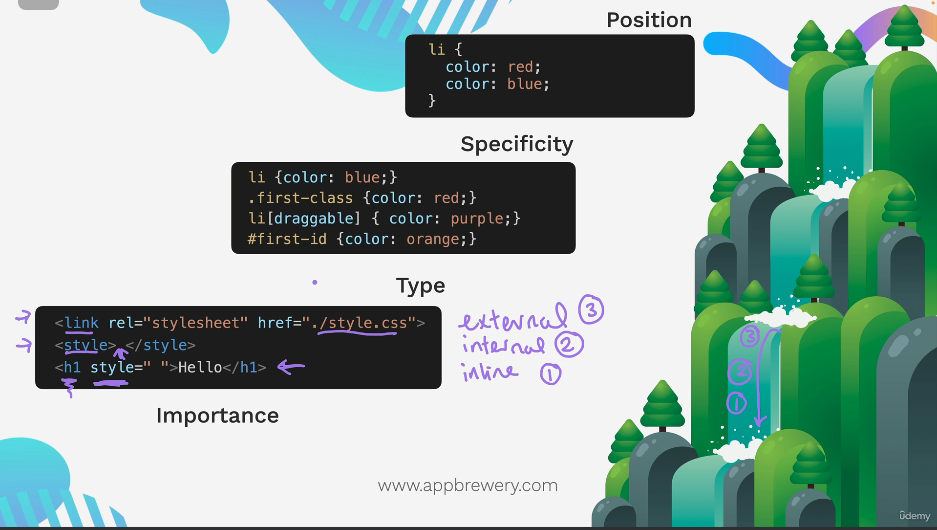 Position
li {
color: red;
color: blue;
}
Specificity
li {color: blue;}
.first-class {color: red;}
li[draggable] { color: purple;}
#first-id {color: orange;}
Type
<link rel="stylesheet" href="./style.css">
<style> </style>
<h1 style=" ">Hello</h1>
external 3
internal 2
inline 1
3
2
1
Importance
www.appbrewery.com
ûdemy